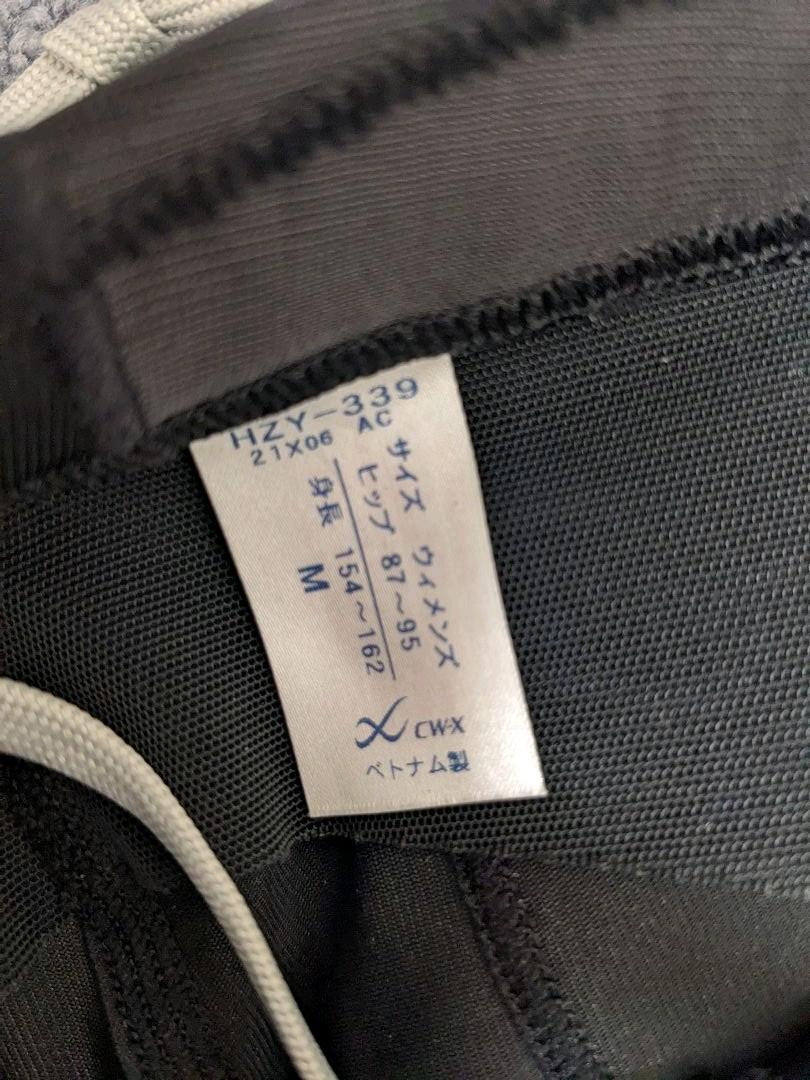 HZY-339
21X06 AC
サイズ ウィメンズ
ヒップ 87~95
身長 154~162
M
CW-X
ベトナム製